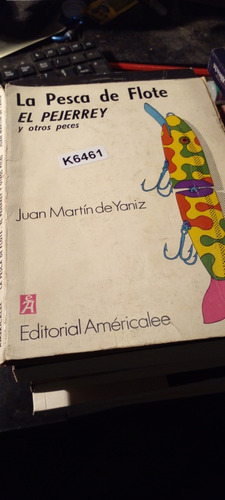 La Pesca de Flote
EL PEJERREY
y otros peces
K6461
Juan Martín de Yaniz
Editorial Américalee